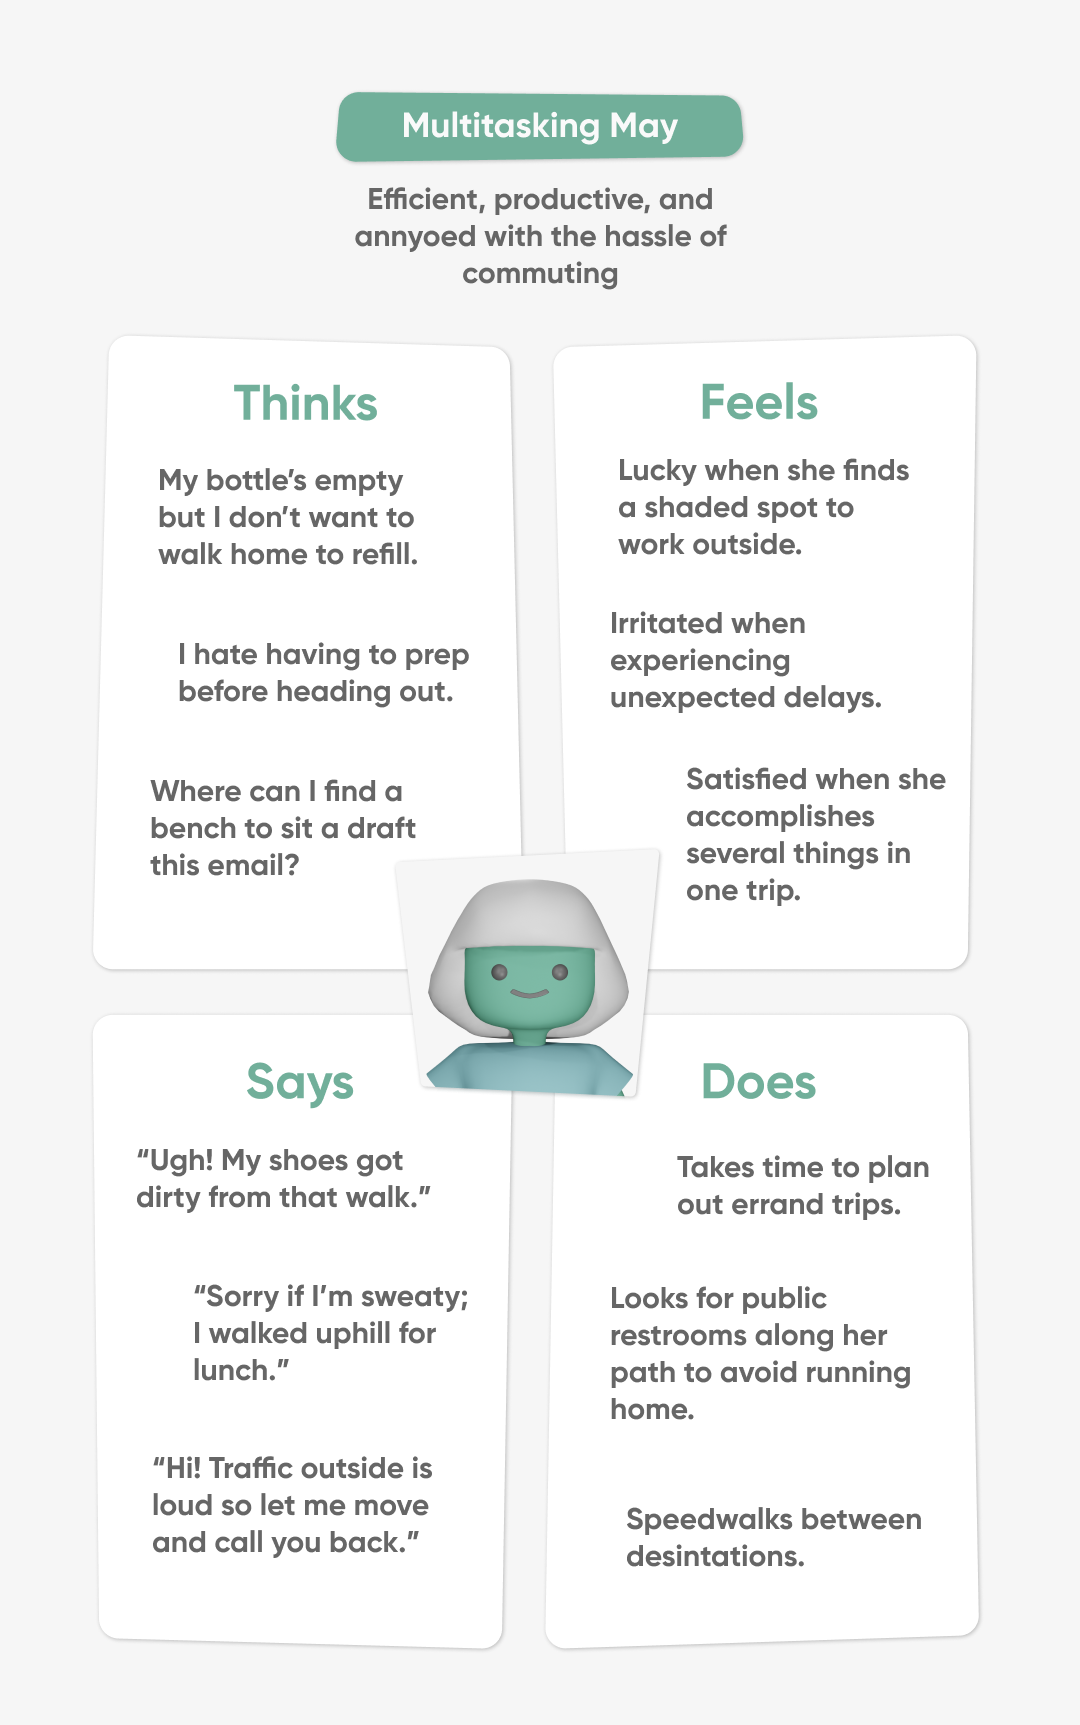 Multitasking May
Efficient, productive, and
annyoed with the hassle of
commuting
Thinks
My bottle’s empty
but I don’t want to
walk home to refill.
I hate having to prep
before heading out.
Where can I find a
bench to sit a draft
this email?
Feels
Lucky when she finds
a shaded spot to
work outside.
Irritated when
experiencing
unexpected delays.
Satisfied when she
accomplishes
several things in
one trip.
Says
“Ugh! My shoes got
dirty from that walk.”
“Sorry if I’m sweaty;
I walked uphill for
lunch.”
“Hi! Traffic outside is
loud so let me move
and call you back.”
Does
Takes time to plan
out errand trips.
Looks for public
restrooms along her
path to avoid running
home.
Speedwalks between
desintations.